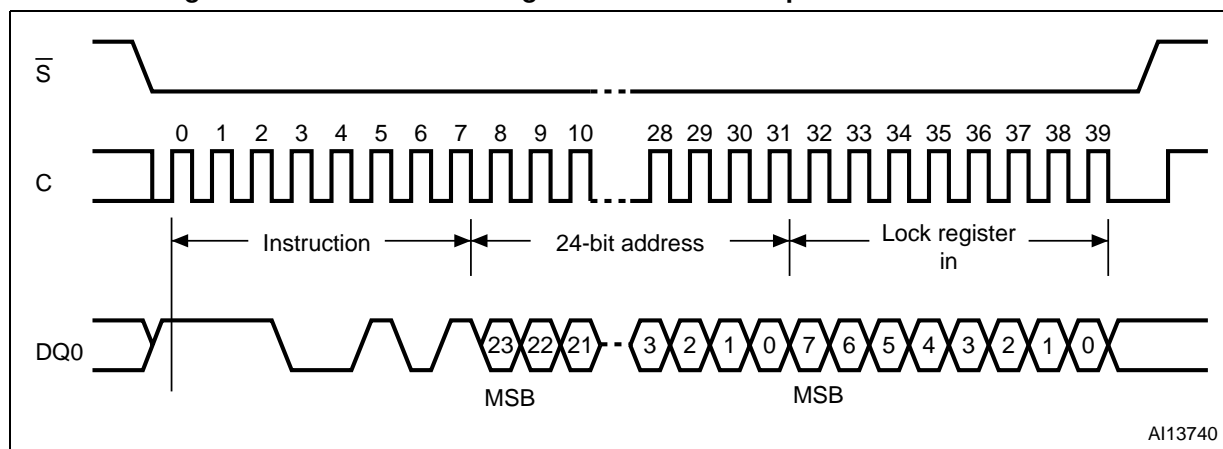 S
0 1 2 3 4 5 6 7 8 9 10 28 29 30 31 32 33 34 35 36 37 38 39
C
Instruction 24-bit address Lock register
in
DQ0 23 22 21 3 2 1 0 7 6 5 4 3 2 1 0
MSB MSB
AI13740